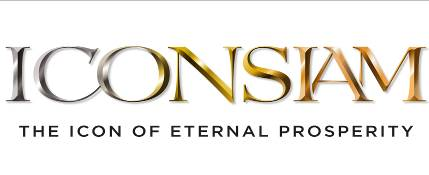 ICONSIAM
THE ICON OF ETERNAL PROSPERITY